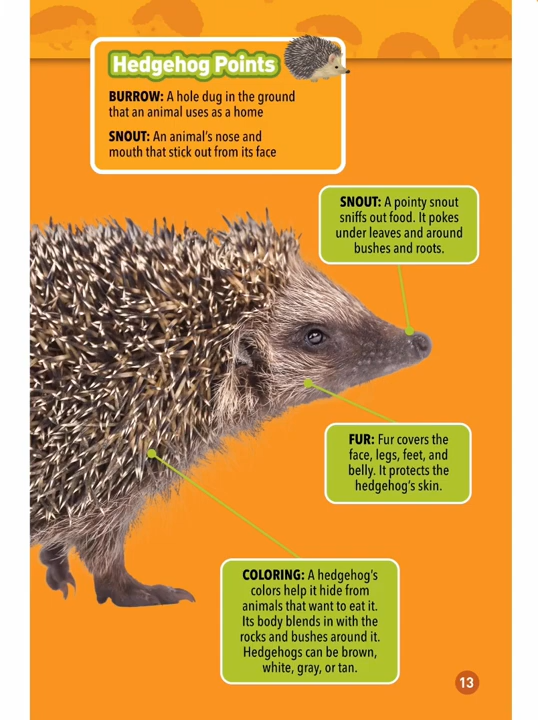 Hedgehog Points
BURROW: A hole dug in the ground
that an animal uses as a home
SNOUT: An animal's nose and
mouth that stick out from its face
SNOUT: A pointy snout
sniffs out food. It pokes
under leaves and around
bushes and roots.
FUR: Fur covers the
face, legs, feet, and
belly. It protects the
hedgehog's skin.
COLORING: A hedgehog's
colors help it hide from
animals that want to eat it.
Its body blends in with the
rocks and bushes around it.
Hedgehogs can be brown,
white, gray, or tan.
13